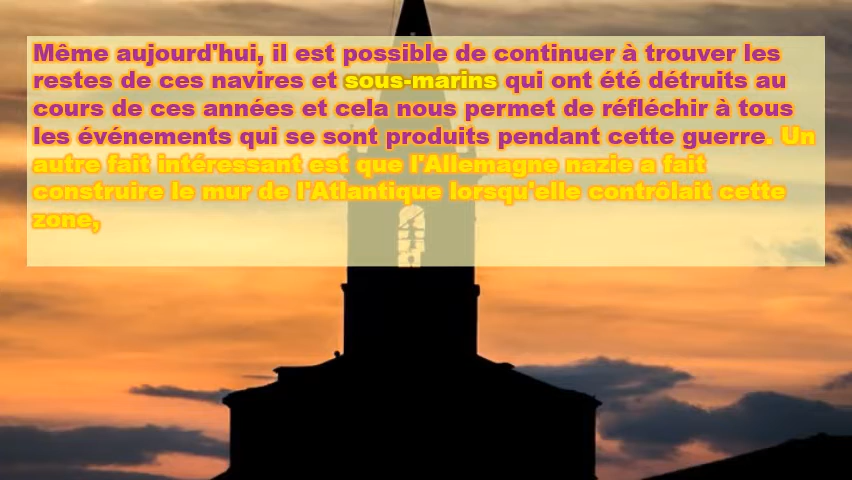 Même aujourd'hui, il est possible de continuer à trouver les
restes de ces navires et sous-marins qui ont été détruits au
cours de ces années et cela nous permet de réfléchir à tous
les événements qui se sont produits pendant cette guerre. Un
autre fait intéressant est que l'Allemagne nazie a fait
construire le mur de l'Atlantique lorsqu'elle contrôlait cette
zone,